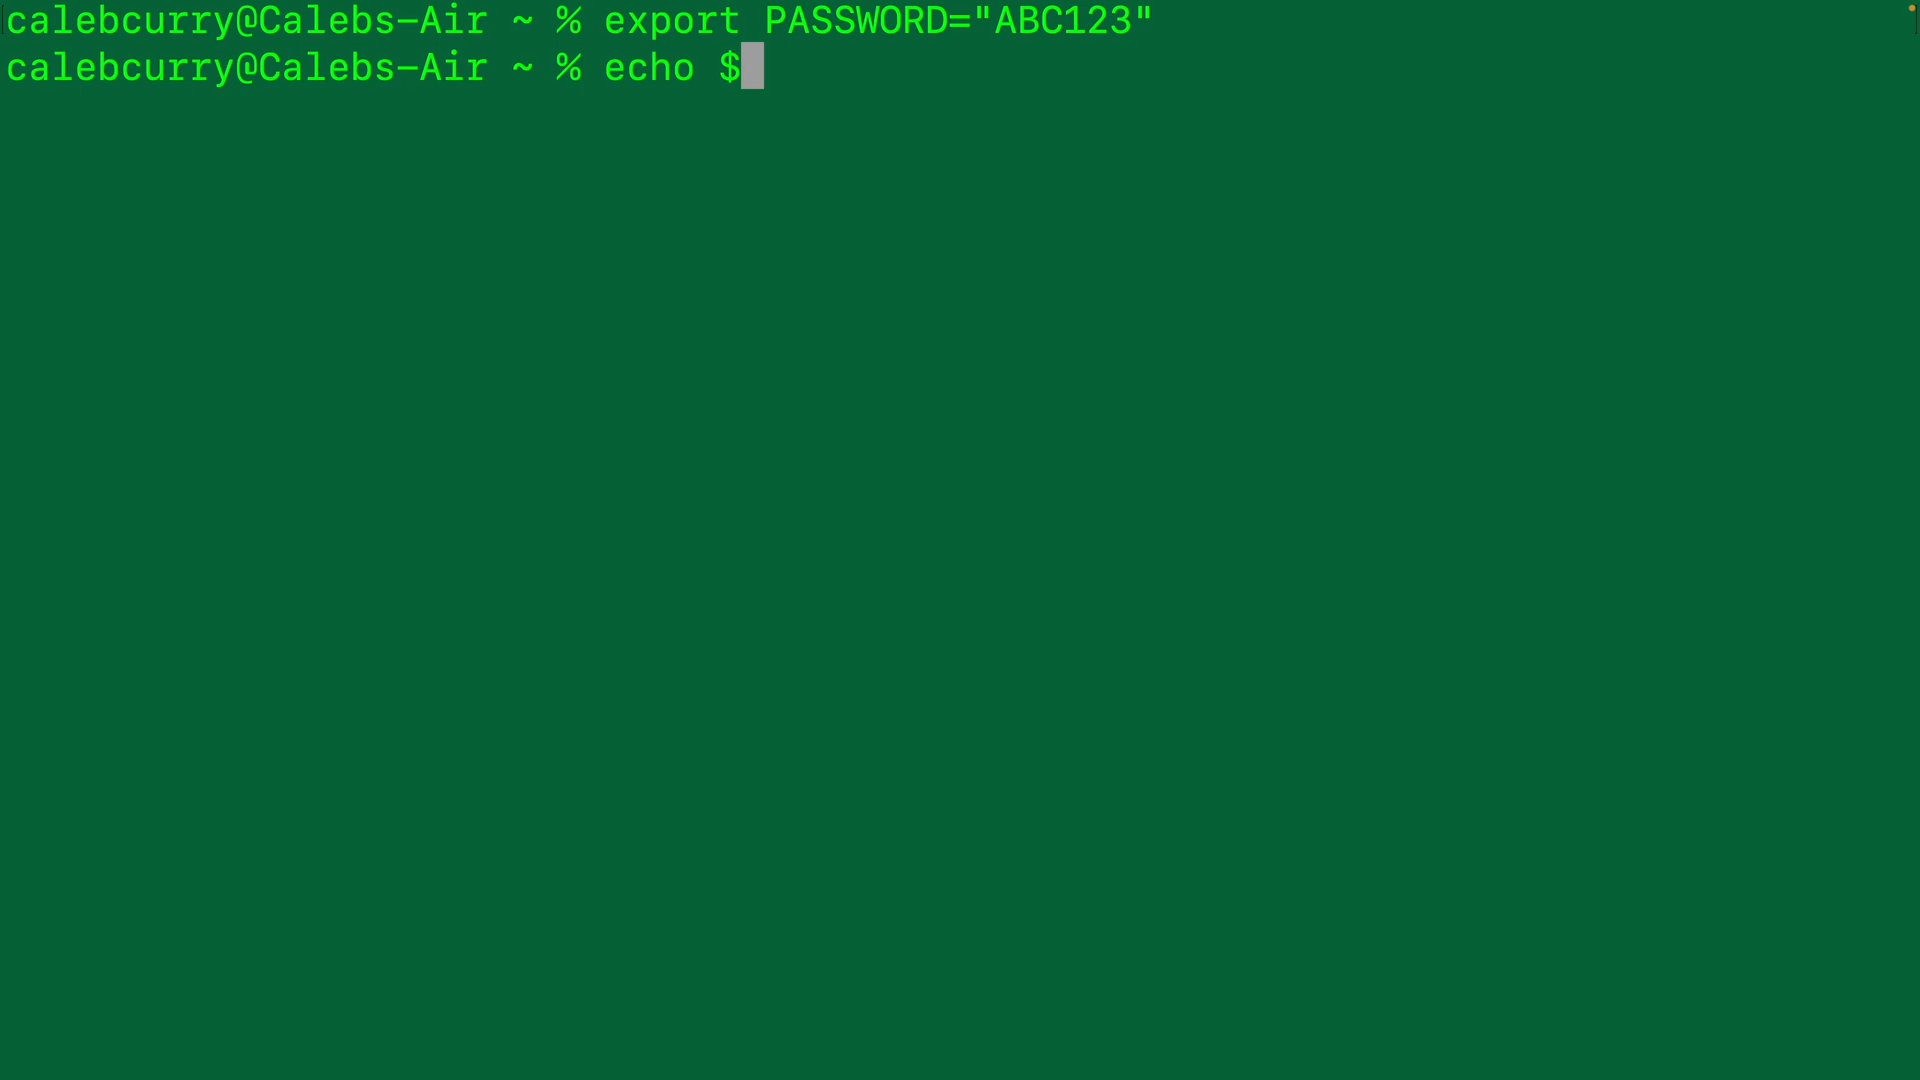 calebcurry@Calebs-Air ~ % export PASSWORD="ABC123"
calebcurry@Calebs-Air ~ % echo $